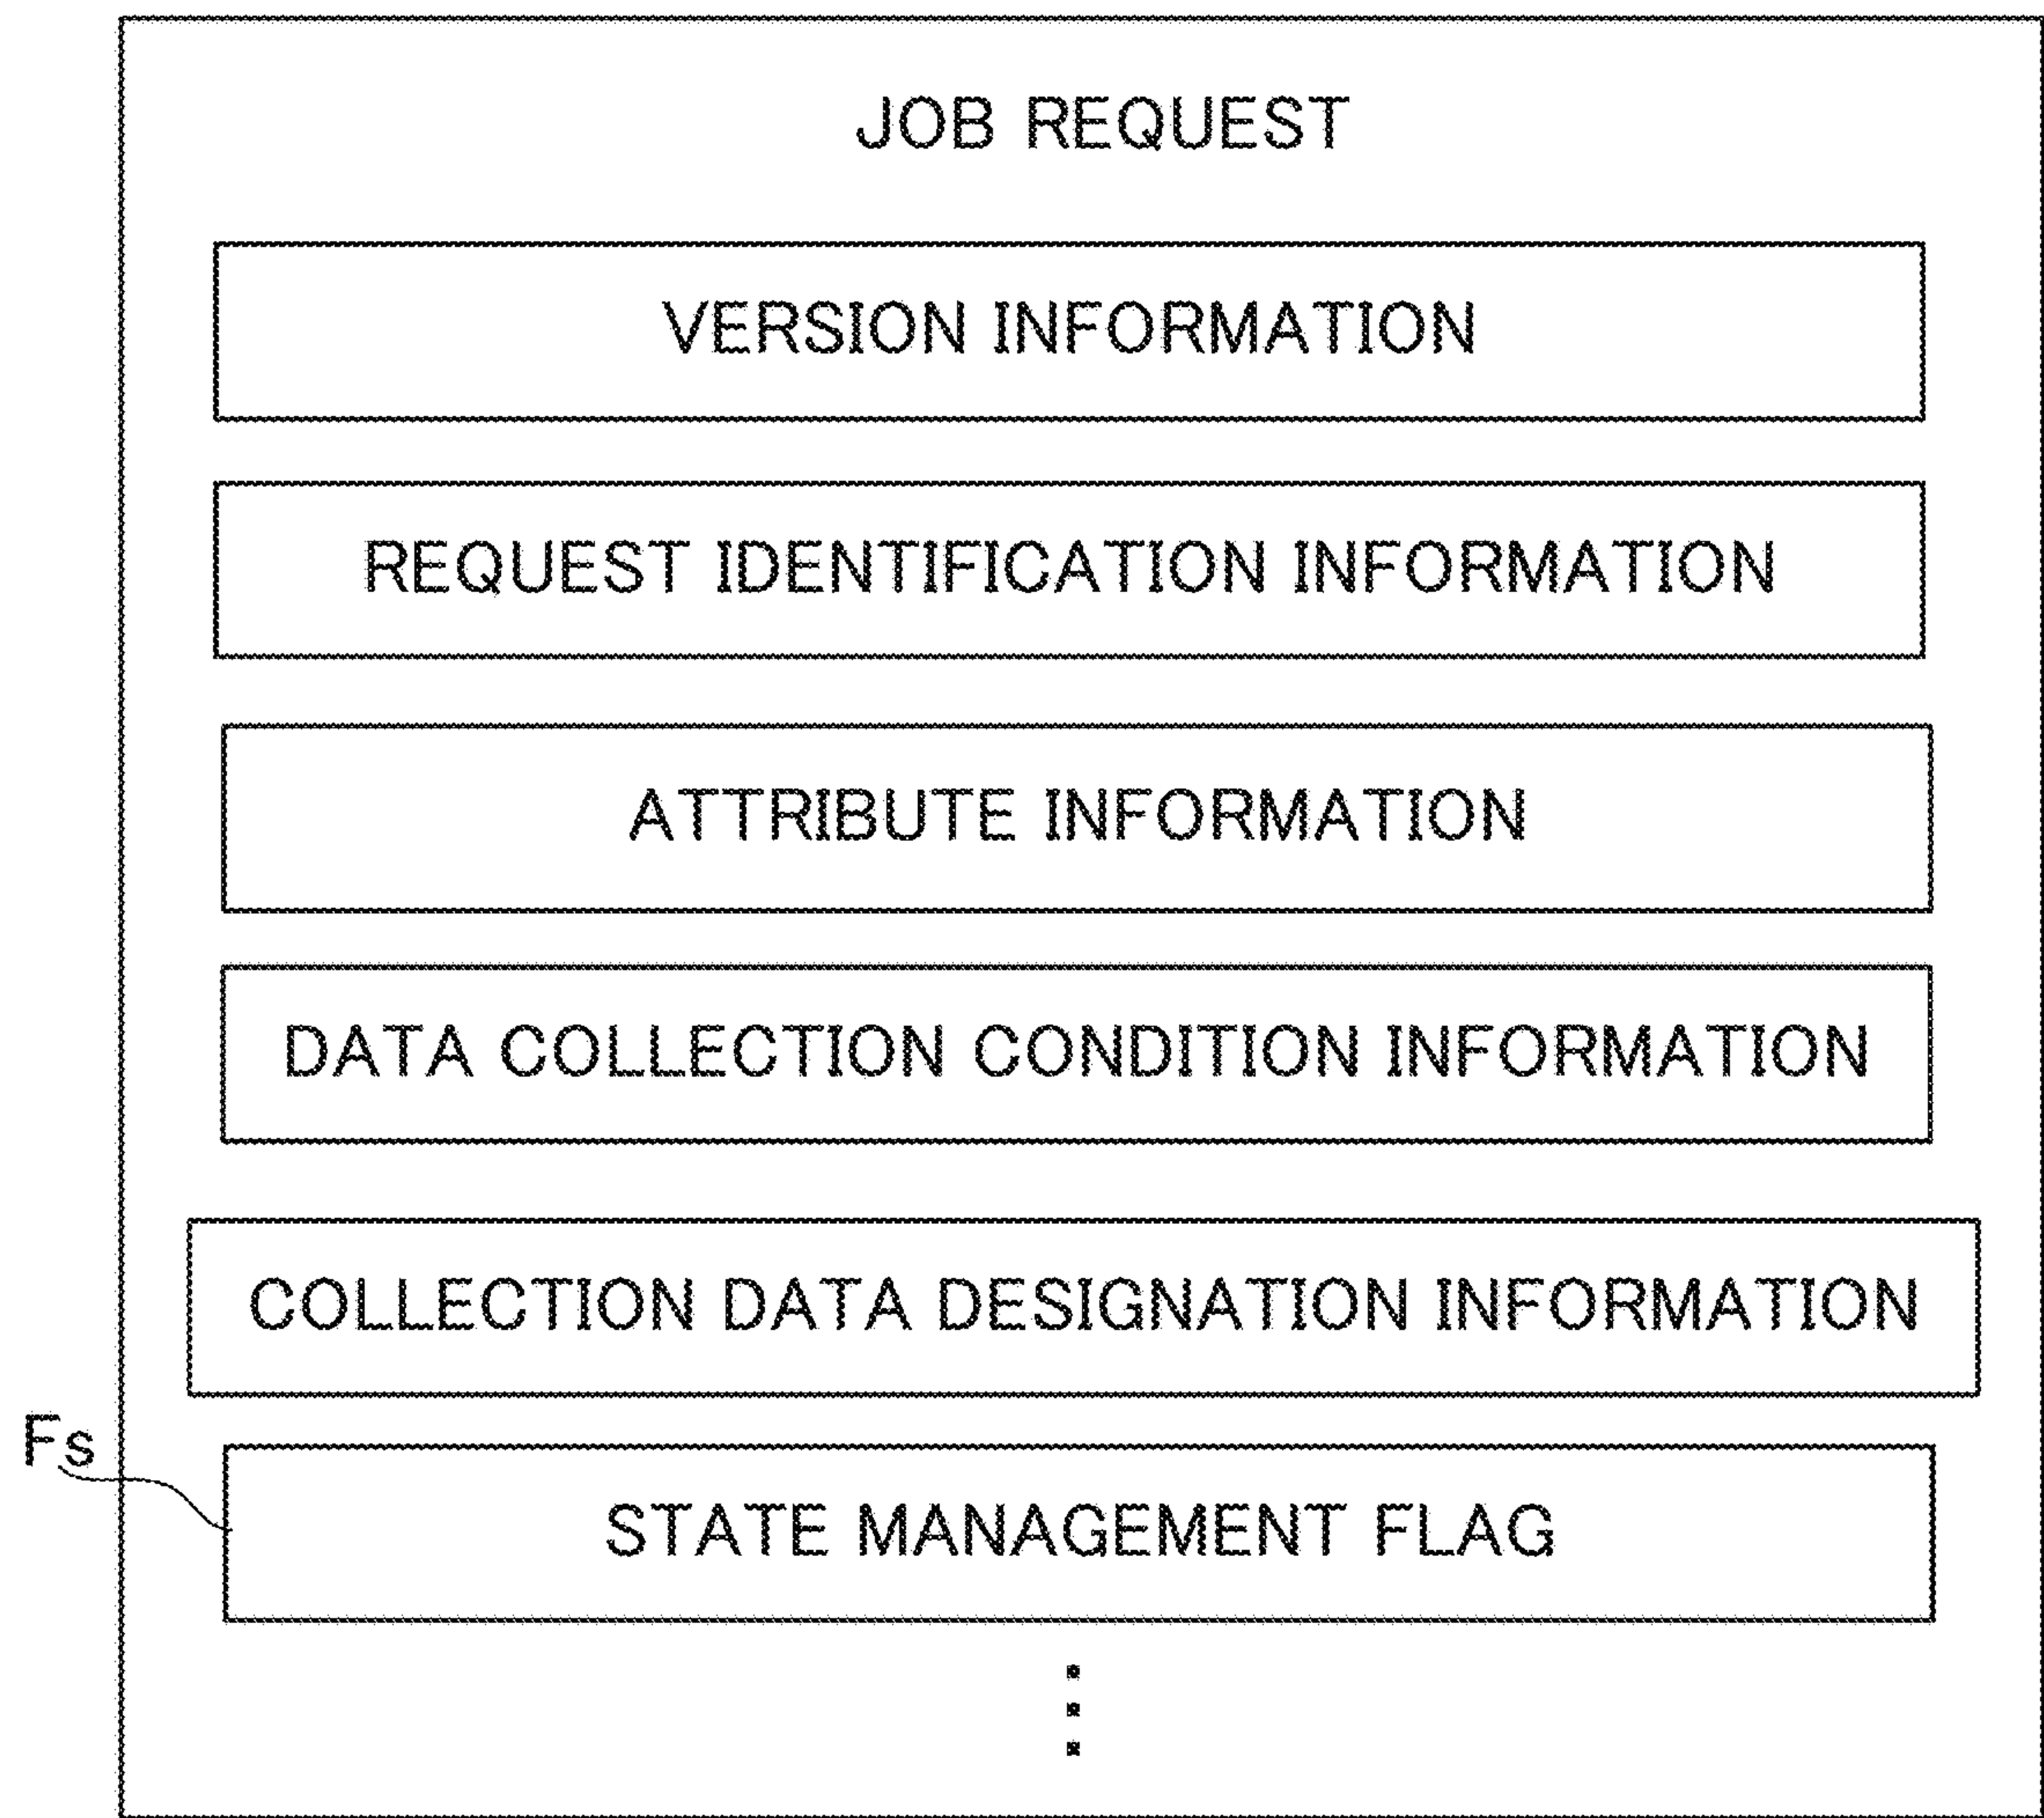 JOB REQUEST
VERSION INFORMATION
REQUEST IDENTIFICATION INFORMATION
ATTRIBUTE INFORMATION
DATA COLLECTION CONDITION INFORMATION
COLLECTION DATA DESIGNATION INFORMATION
Fs
STATE MANAGEMENT FLAG